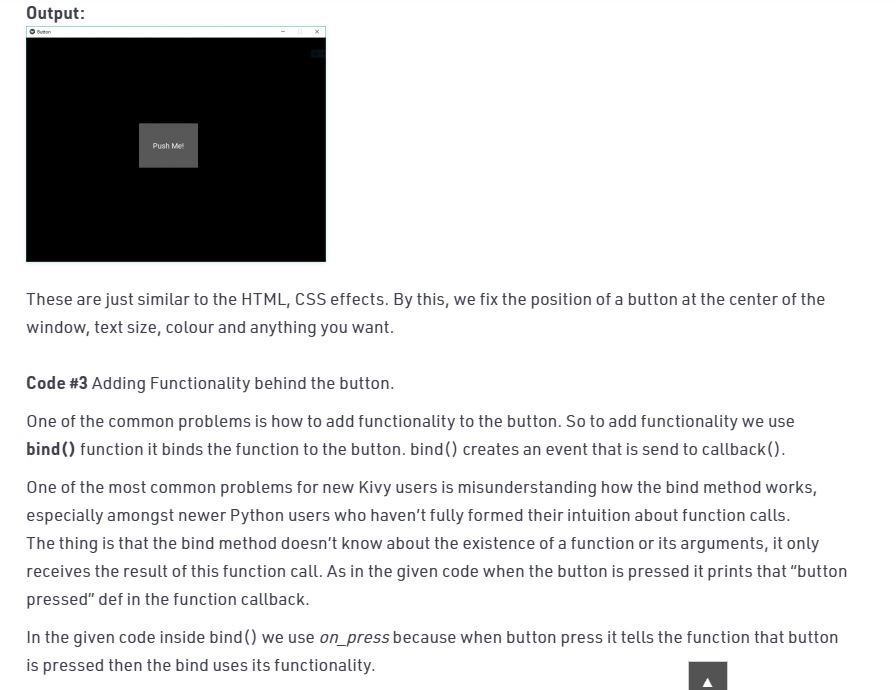 Output:
Button
Push Me!
These are just similar to the HTML, CSS effects. By this, we fix the position of a button at the center of the
window, text size, colour and anything you want.
Code #3 Adding Functionality behind the button.
One of the common problems is how to add functionality to the button. So to add functionality we use
bind() function it binds the function to the button. bind() creates an event that is send to callback().
One of the most common problems for new Kivy users is misunderstanding how the bind method works,
especially amongst newer Python users who haven’t fully formed their intuition about function calls.
The thing is that the bind method doesn’t know about the existence of a function or its arguments, it only
receives the result of this function call. As in the given code when the button is pressed it prints that “button
pressed” def in the function callback.
In the given code inside bind() we use on_press because when button press it tells the function that button
is pressed then the bind uses its functionality.